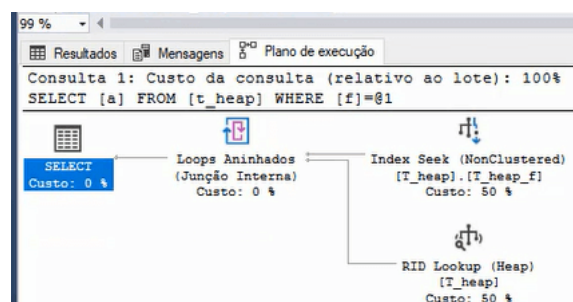 99 %
Resultados Mensagens Plano de execução
Consulta 1: Custo da consulta (relativo ao lote): 100%
SELECT [a] FROM [t_heap] WHERE [f]=@1
SELECT
Custo: 0 %
Loops Aninhados
(Junção Interna)
Custo: 0 %
Index Seek (NonClustered)
[T_heap].[T_heap_f]
Custo: 50 %
RID Lookup (Heap)
[T_heap]
Custo: 50 %